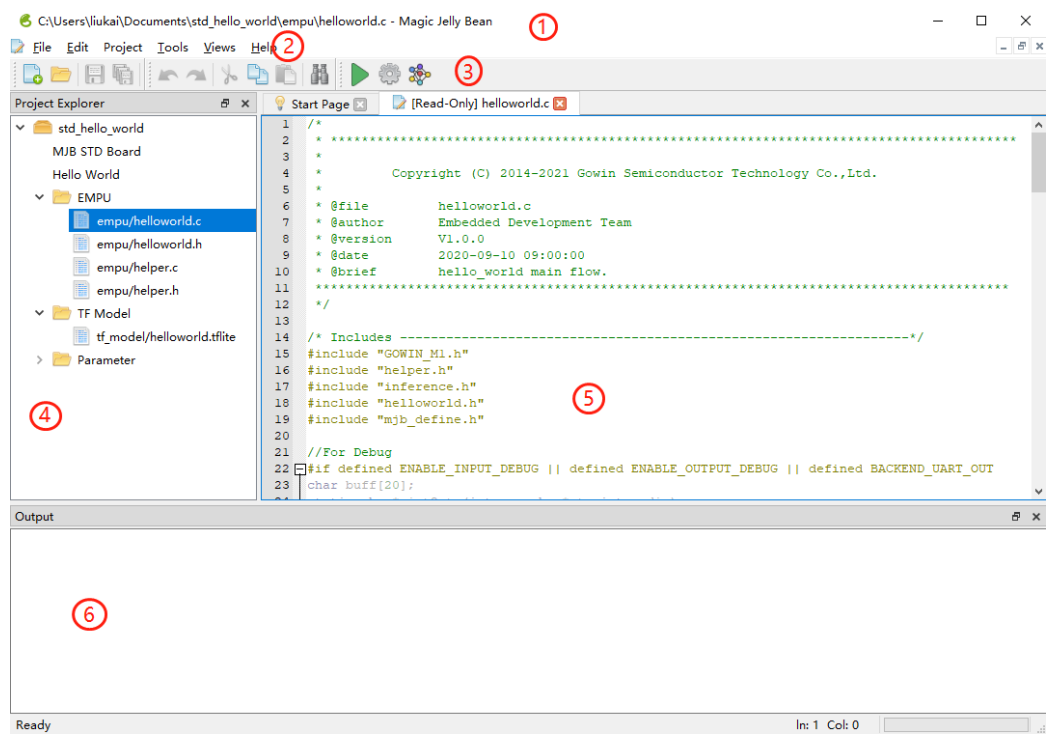 C:\Users\liukai\Documents\std_hello_world\empu\helloworld.c - Magic Jelly Bean
1
File Edit Project Tools Views Help
2
3
Project Explorer
Start Page
[Read-Only] helloworld.c
std_hello_world
MJB STD Board
Hello World
EMPU
empu/helloworld.c
empu/helloworld.h
empu/helper.c
empu/helper.h
TF Model
tf_model/helloworld.tflite
Parameter
4
1 /*
2 * *****************************************************************************************
3 *
4 * Copyright (C) 2014-2021 Gowin Semiconductor Technology Co.,Ltd.
5 *
6 * @file helloworld.c
7 * @author Embedded Development Team
8 * @version V1.0.0
9 * @date 2020-09-10 09:00:00
10 * @brief hello_world main flow.
11 ******************************************************************************************
12 */
13
14 /* Includes ------------------------------------------------------------------*/
15 #include "GOWIN_M1.h"
16 #include "helper.h"
17 #include "inference.h"
18 #include "helloworld.h"
19 #include "mjb_define.h"
20
21 //For Debug
22 #if defined ENABLE_INPUT_DEBUG || defined ENABLE_OUTPUT_DEBUG || defined BACKEND_UART_OUT
23 char buff[20];
5
Output
6
Ready
ln: 1 Col: 0